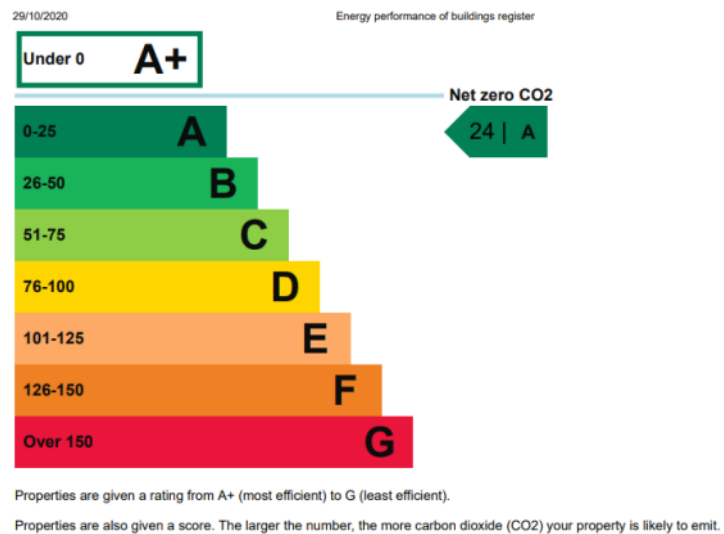 29/10/2020 Energy performance of buildings register
Under 0 A+
Net zero CO2
0-25 A 24 | A
26-50 B
51-75 C
76-100 D
101-125 E
126-150 F
Over 150 G
Properties are given a rating from A+ (most efficient) to G (least efficient).
Properties are also given a score. The larger the number, the more carbon dioxide (CO2) your property is likely to emit.